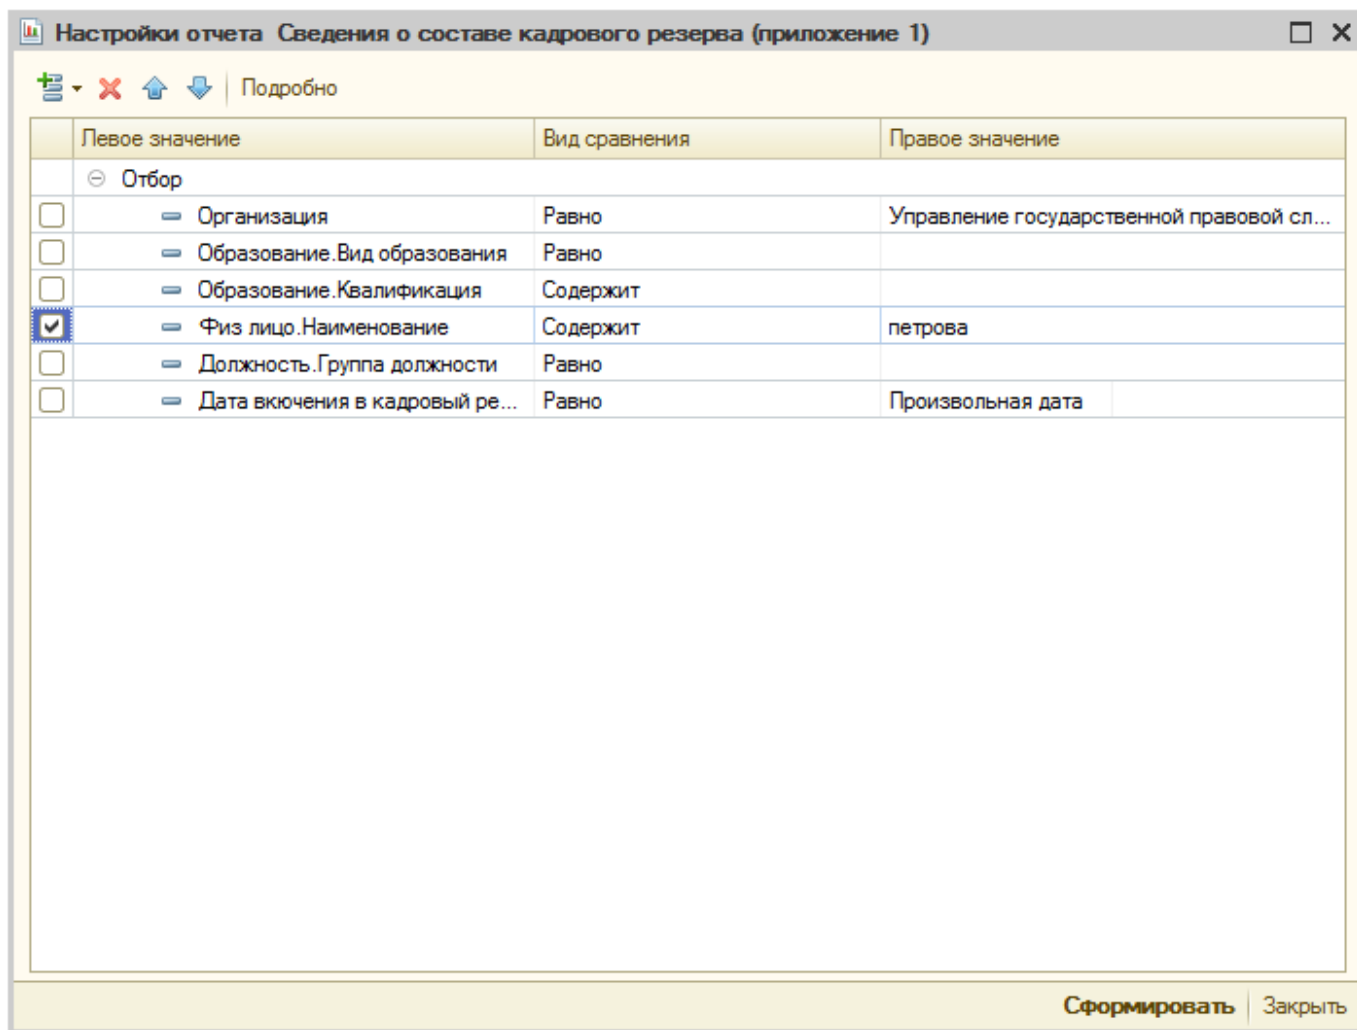 Настройки отчета Сведения о составе кадрового резерва (приложение 1)
Подробно
Левое значение Вид сравнения Правое значение
Отбор
Организация Равно Управление государственной правовой сл...
Образование.Вид образования Равно
Образование.Квалификация Содержит
Физ лицо.Наименование Содержит петрова
Должность.Группа должности Равно
Дата вкючения в кадровый ре... Равно Произвольная дата
Сформировать Закрыть